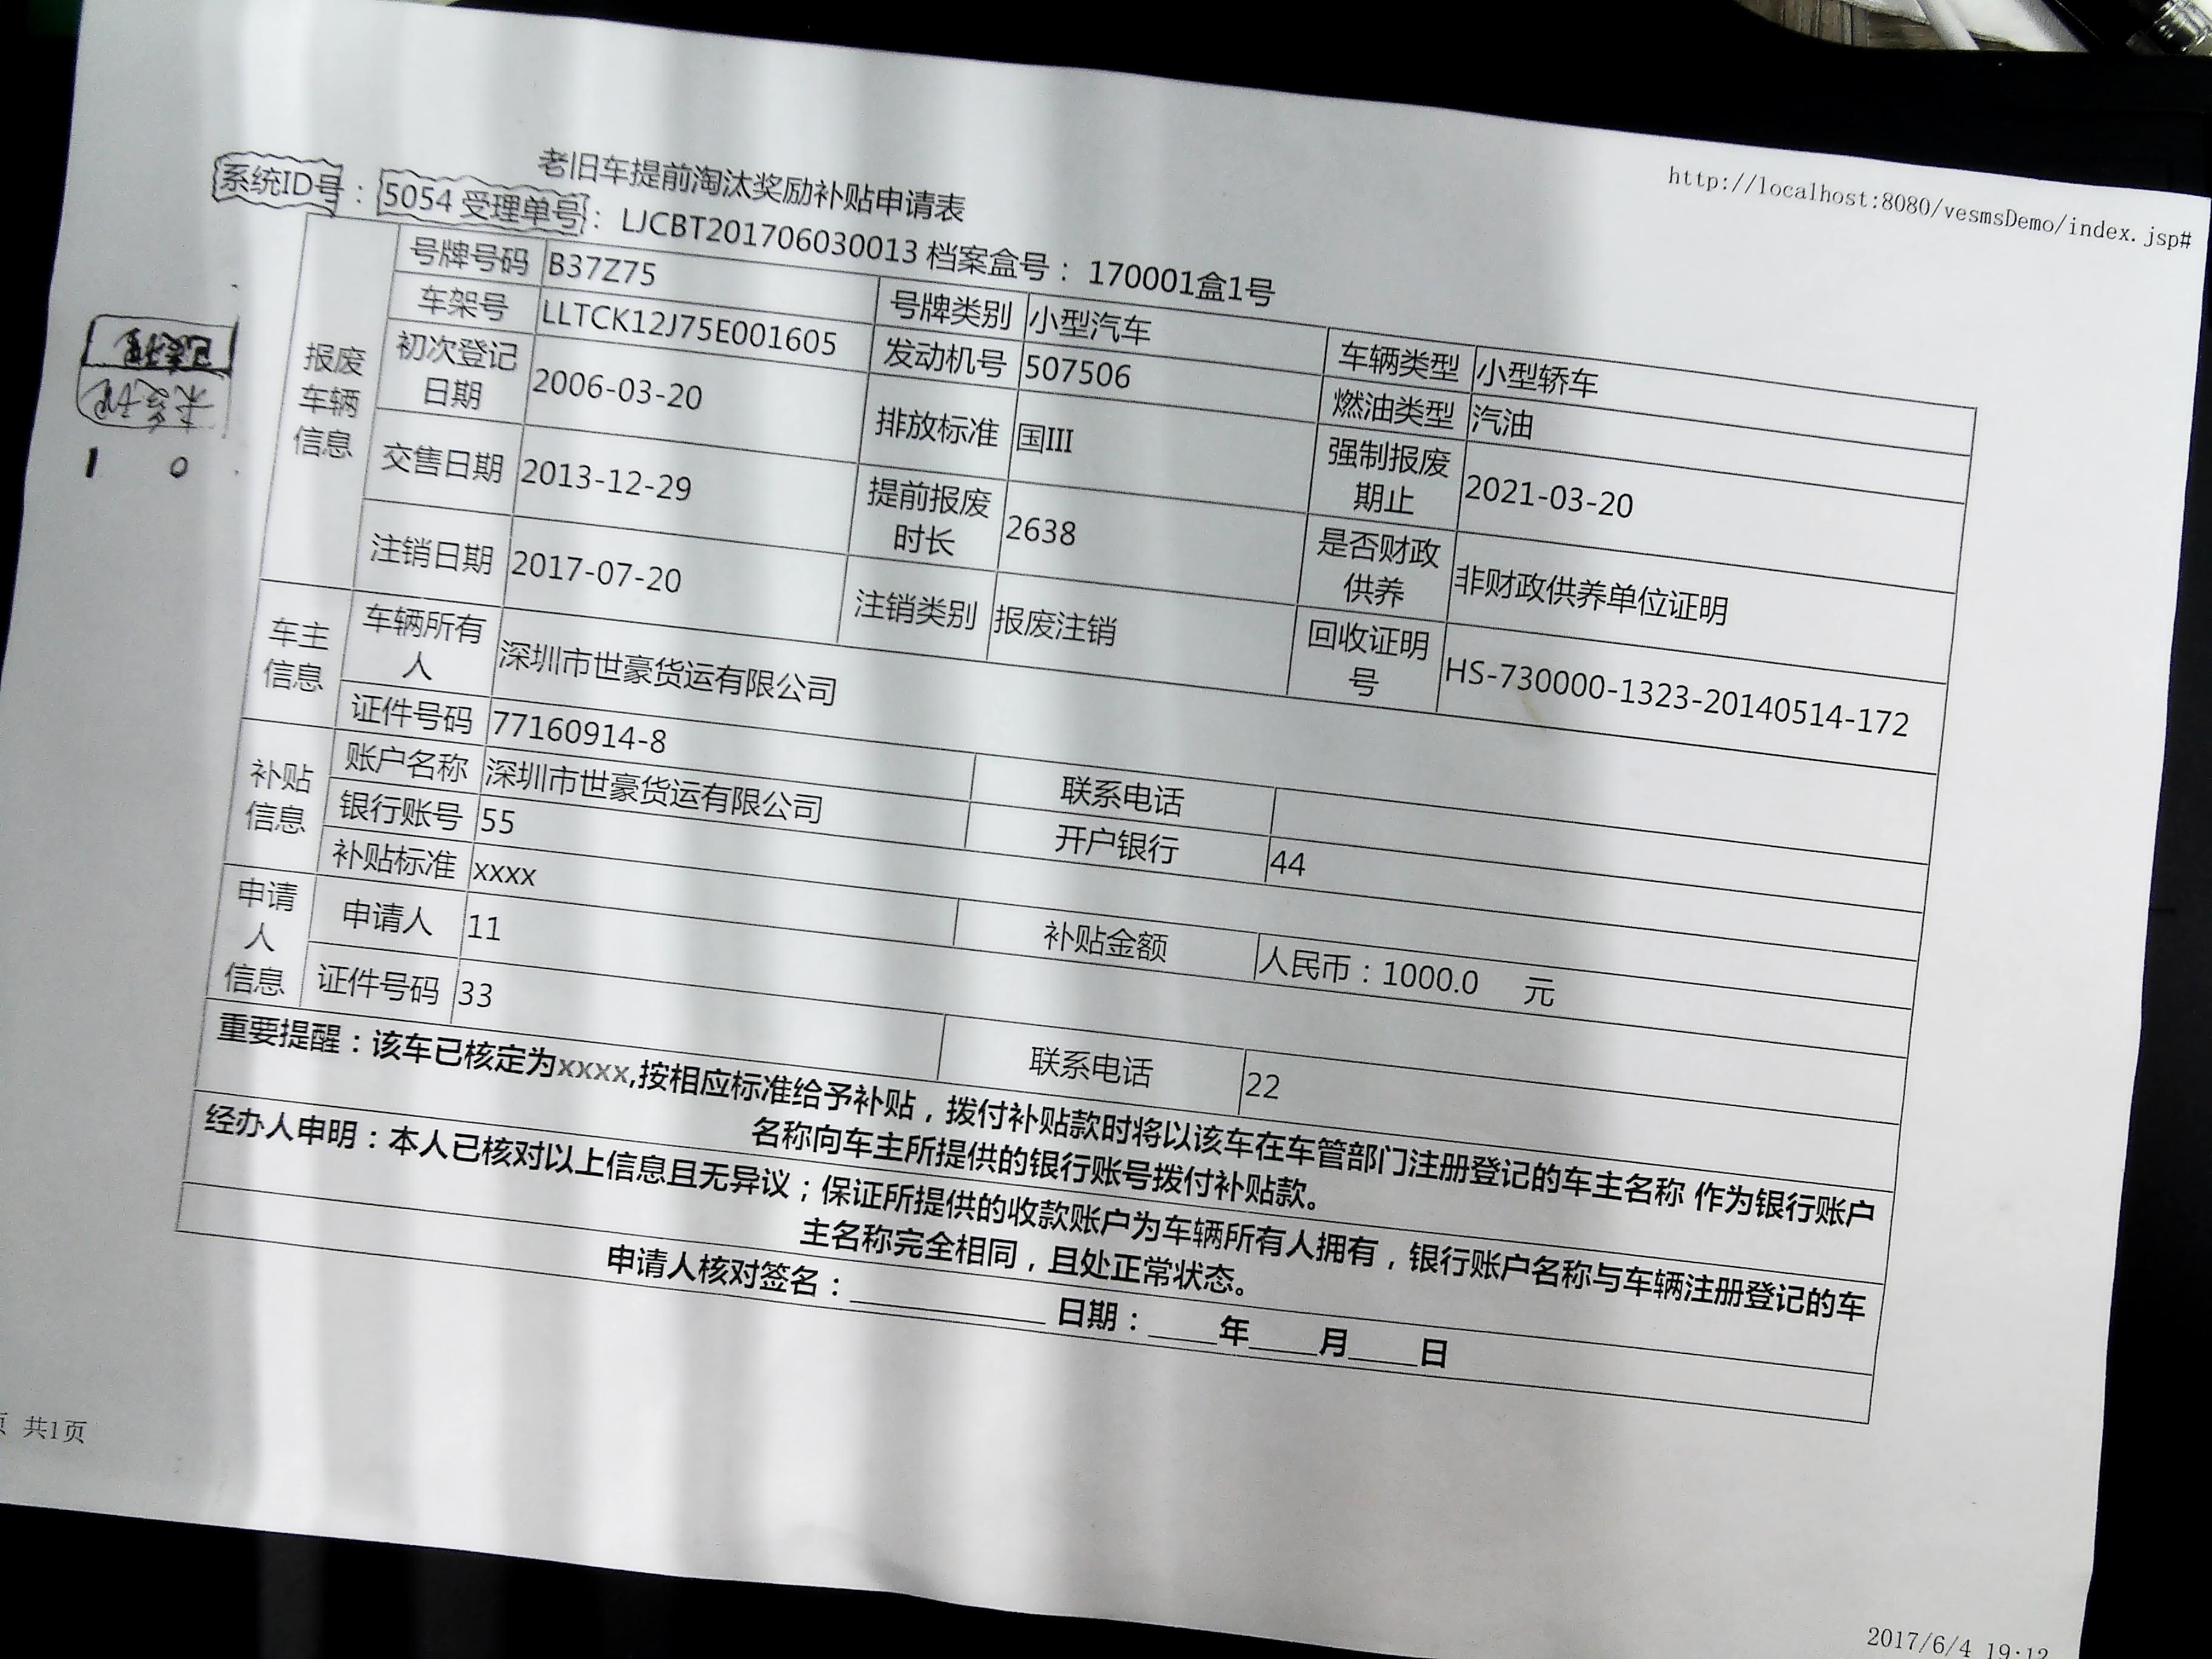 http://localhost:8080/vesmsDemo/index.jsp#
老旧车提前淘汰奖励补贴申请表
系统ID号：5054 受理单号：LJCBT201706030013 档案盒号：170001盒1号
报废车辆信息
号牌号码 B37Z75 号牌类别 小型汽车 车辆类型 小型轿车
车架号 LLTCK12J75E001605 发动机号 507506 燃油类型 汽油
初次登记日期 2006-03-20 排放标准 国III 强制报废期止 2021-03-20
交售日期 2013-12-29 提前报废时长 2638 是否财政供养 非财政供养单位证明
注销日期 2017-07-20 注销类别 报废注销 回收证明号 HS-730000-1323-20140514-172
车主信息
车辆所有人 深圳市世豪货运有限公司
证件号码 77160914-8 联系电话
补贴信息
账户名称 深圳市世豪货运有限公司 开户银行 44
银行账号 55
补贴标准 xxxx 补贴金额 人民币：1000.0 元
申请人信息
申请人 11 联系电话 22
证件号码 33
重要提醒：该车已核定为xxxx,按相应标准给予补贴，拨付补贴款时将以该车在车管部门注册登记的车主名称 作为银行账户
名称向车主所提供的银行账号拨付补贴款。
经办人申明：本人已核对以上信息且无异议；保证所提供的收款账户为车辆所有人拥有，银行账户名称与车辆注册登记的车
主名称完全相同，且处正常状态。
申请人核对签名：____________ 日期：____年____月____日
1 0
页 共1页
2017/6/4 19:12